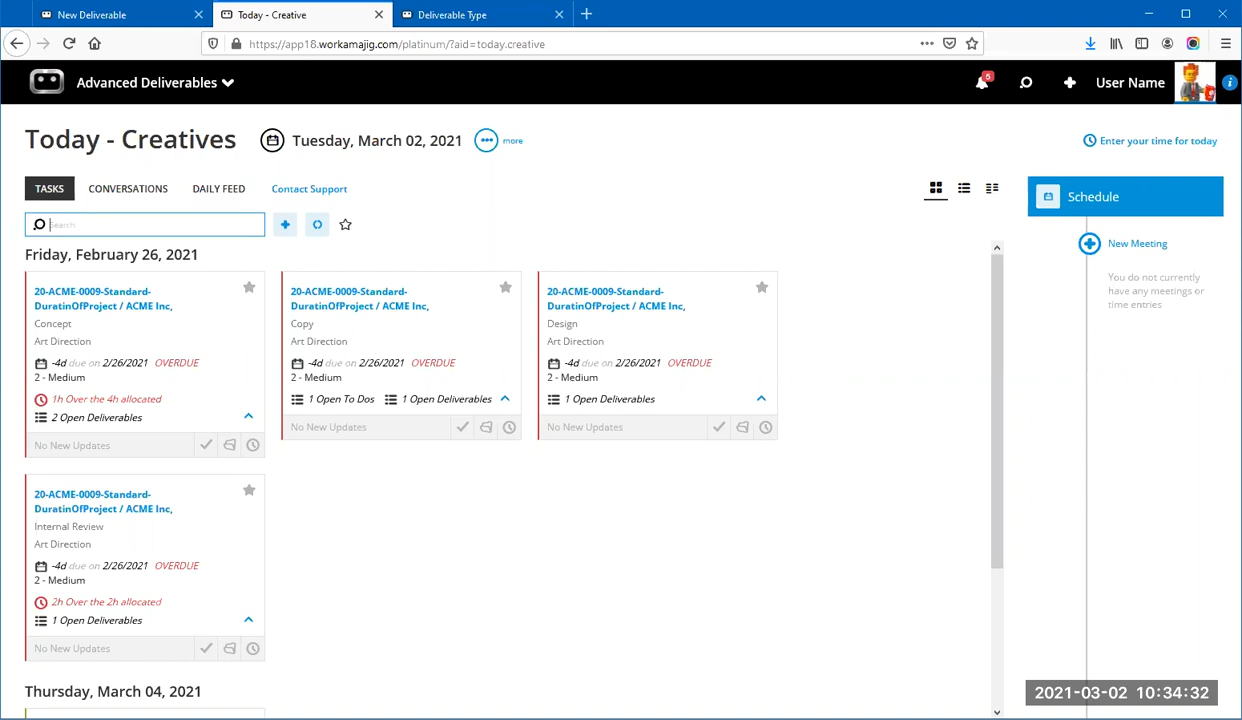 New Deliverable
Today - Creative
Deliverable Type
https://app18.workamajig.com/platinum/?aid=today.creative
Advanced Deliverables
5
User Name
Today - Creatives
Tuesday, March 02, 2021
more
Enter your time for today
TASKS
CONVERSATIONS
DAILY FEED
Contact Support
Schedule
Search
New Meeting
You do not currently
have any meetings or
time entries
Friday, February 26, 2021
20-ACME-0009-Standard-
DuratinOfProject / ACME Inc,
Concept
Art Direction
-4d due on 2/26/2021 OVERDUE
2 - Medium
1h Over the 4h allocated
2 Open Deliverables
No New Updates
20-ACME-0009-Standard-
DuratinOfProject / ACME Inc,
Copy
Art Direction
-4d due on 2/26/2021 OVERDUE
2 - Medium
1 Open To Dos 1 Open Deliverables
No New Updates
20-ACME-0009-Standard-
DuratinOfProject / ACME Inc,
Design
Art Direction
-4d due on 2/26/2021 OVERDUE
2 - Medium
1 Open Deliverables
No New Updates
20-ACME-0009-Standard-
DuratinOfProject / ACME Inc,
Internal Review
Art Direction
-4d due on 2/26/2021 OVERDUE
2 - Medium
2h Over the 2h allocated
1 Open Deliverables
No New Updates
Thursday, March 04, 2021
2021-03-02 10:34:32